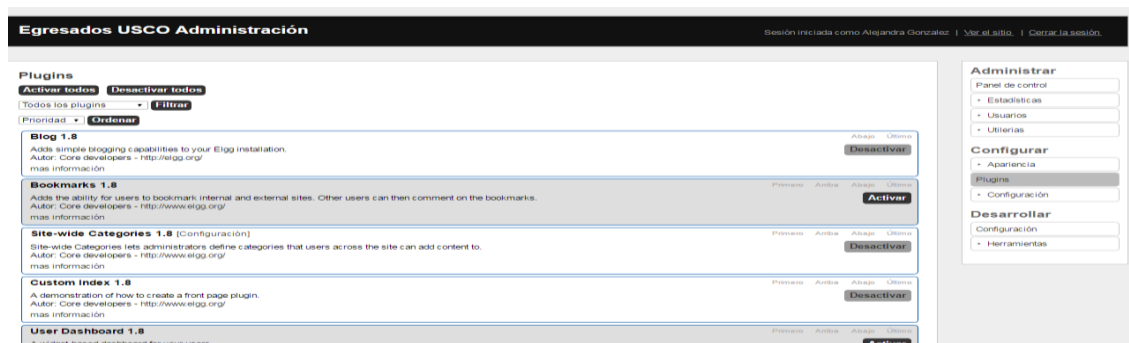 Egresados USCO Administración
Sesión iniciada como Alejandra Gonzalez | Ver el sitio | Cerrar la sesión
Plugins
Activar todos Desactivar todos
Todos los plugins Filtrar
Prioridad Ordenar
Blog 1.8 Abajo Último
Adds simple blogging capabilities to your Elgg installation. Desactivar
Autor: Core developers - http://elgg.org/
mas información
Bookmarks 1.8 Primero Arriba Abajo Último
Adds the ability for users to bookmark internal and external sites. Other users can then comment on the bookmarks. Activar
Autor: Core developers - http://www.elgg.org/
mas información
Site-wide Categories 1.8 [Configuración] Primero Arriba Abajo Último
Site-wide Categories lets administrators define categories that users across the site can add content to. Desactivar
Autor: Core developers - http://www.elgg.org/
mas información
Custom Index 1.8 Primero Arriba Abajo Último
A demonstration of how to create a front page plugin. Desactivar
Autor: Core developers - http://www.elgg.org/
mas información
User Dashboard 1.8 Primero Arriba Abajo Último
Administrar
Panel de control
Estadísticas
Usuarios
Utilerias
Configurar
Apariencia
Plugins
Configuración
Desarrollar
Configuración
Herramientas